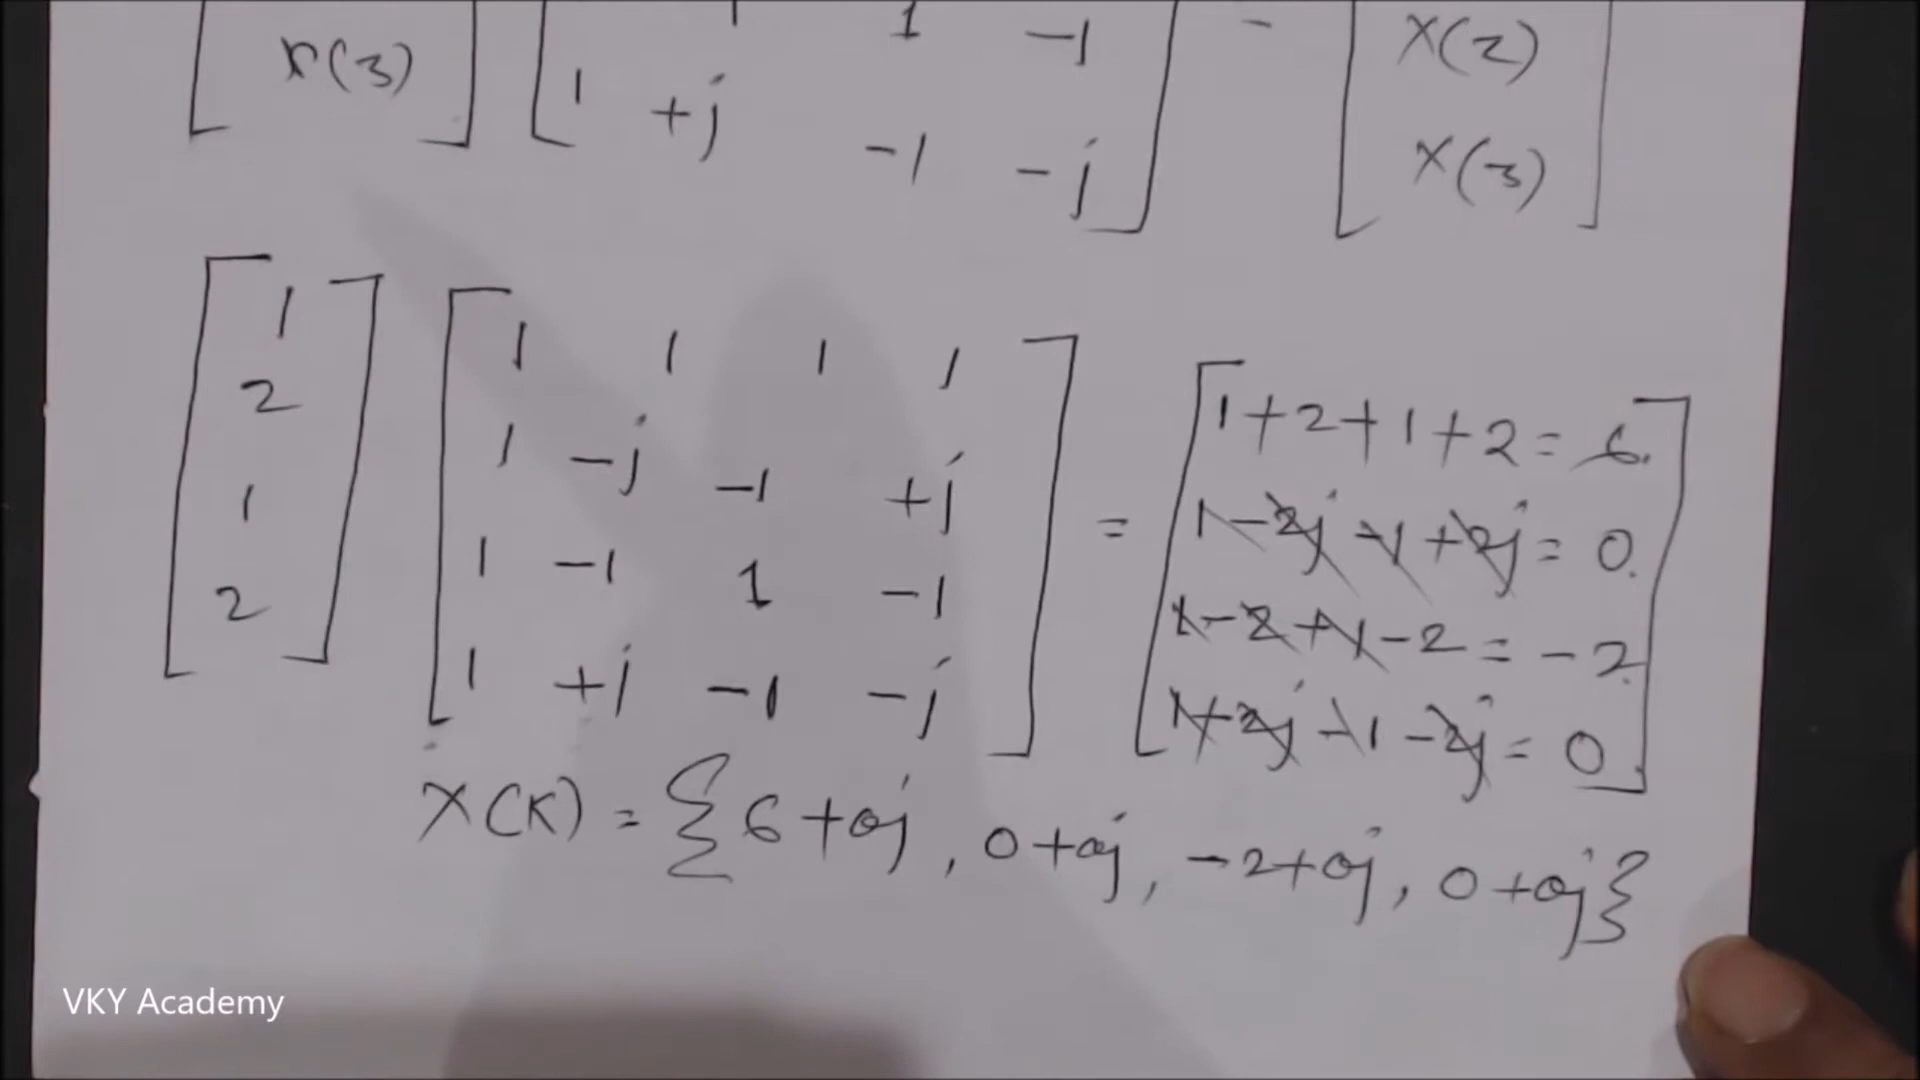 x(3) 1 1 -1 = X(2)
1 +j -1 -j X(3)
1 1 1 1 1 1+2+1+2=6.
2 1 -j -1 +j = 1-2j-1+2j=0.
1 1 -1 1 -1 1-2+1-2=-2.
2 1 +j -1 -j 1+2j-1-2j=0.
X(K) = {6+0j, 0+0j, -2+0j, 0+0j}
VKY Academy